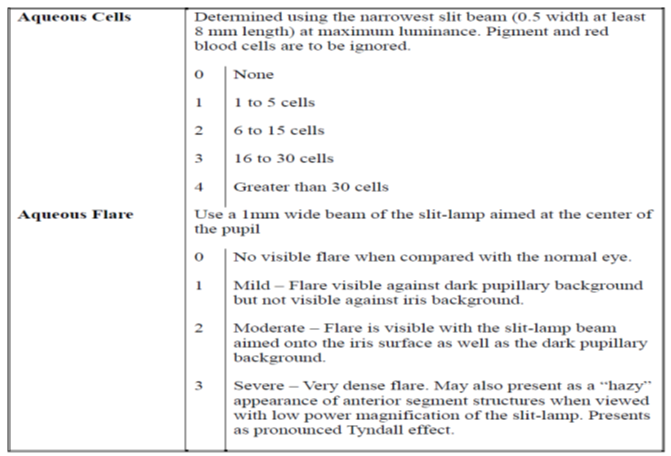 Aqueous Cells
Determined using the narrowest slit beam (0.5 width at least
8 mm length) at maximum luminance. Pigment and red
blood cells are to be ignored.
0 None
1 1 to 5 cells
2 6 to 15 cells
3 16 to 30 cells
4 Greater than 30 cells
Aqueous Flare
Use a 1mm wide beam of the slit-lamp aimed at the center of
the pupil
0 No visible flare when compared with the normal eye.
1 Mild – Flare visible against dark pupillary background
but not visible against iris background.
2 Moderate – Flare is visible with the slit-lamp beam
aimed onto the iris surface as well as the dark pupillary
background.
3 Severe – Very dense flare. May also present as a “hazy”
appearance of anterior segment structures when viewed
with low power magnification of the slit-lamp. Presents
as pronounced Tyndall effect.